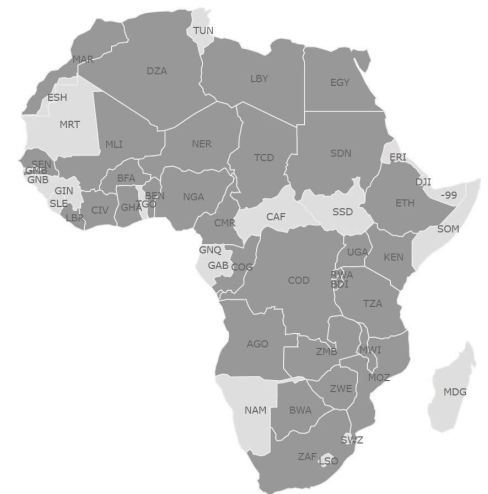 TUN
MAR
DZA
LBY
EGY
ESH
MRT
MLI
NER
TCD
SDN
ERI
SEN
GMB
GNB
BFA
DJI
GIN
BEN
NGA
-99
SLE
CIV
GHA
TGO
ETH
LBR
CMR
CAF
SSD
SOM
GNQ
UGA
KEN
GAB
COG
COD
RWA
BDI
TZA
AGO
ZMB
MWI
MOZ
ZWE
MDG
NAM
BWA
SWZ
ZAF
LSO